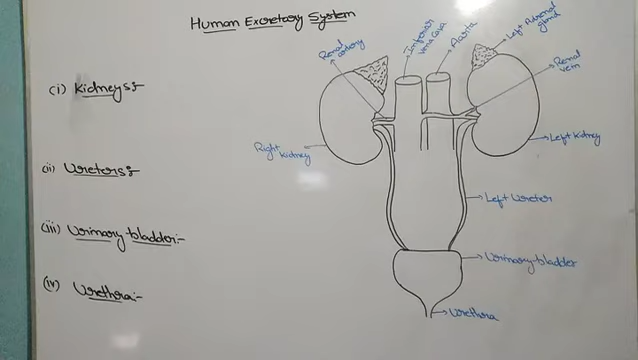 Human Excretory System
(i) Kidneys:-
(ii) Ureters:-
(iii) Urinary bladder:-
(iv) Urethra:-
Renal
artery
Inferior
vena cava
Aorta
Left Adrenal
gland
Renal
vein
Right
kidney
Left kidney
Left Ureter
Urinary bladder
Urethra